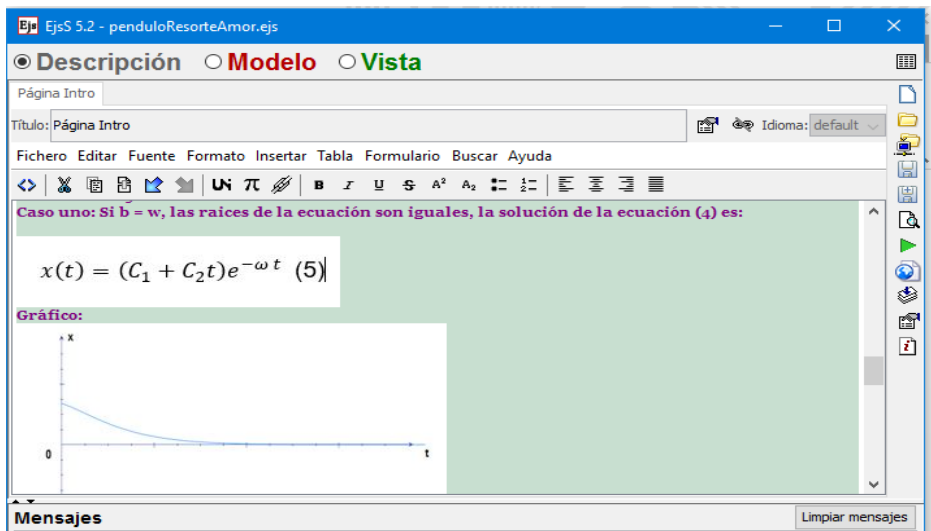 EjsS 5.2 - penduloResorteAmor.ejs
Descripción Modelo Vista
Página Intro
Título: Página Intro Idioma: default
Fichero Editar Fuente Formato Insertar Tabla Formulario Buscar Ayuda
Caso uno: Si b = w, las raíces de la ecuación son iguales, la solución de la ecuación (4) es:
x(t) = (C₁ + C₂t)e^{−ω t} (5)
Gráfico:
x
0 t
Mensajes Limpiar mensajes